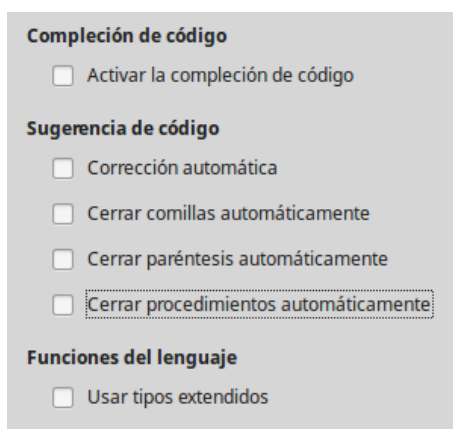 Compleción de código
Activar la compleción de código
Sugerencia de código
Corrección automática
Cerrar comillas automáticamente
Cerrar paréntesis automáticamente
Cerrar procedimientos automáticamente
Funciones del lenguaje
Usar tipos extendidos